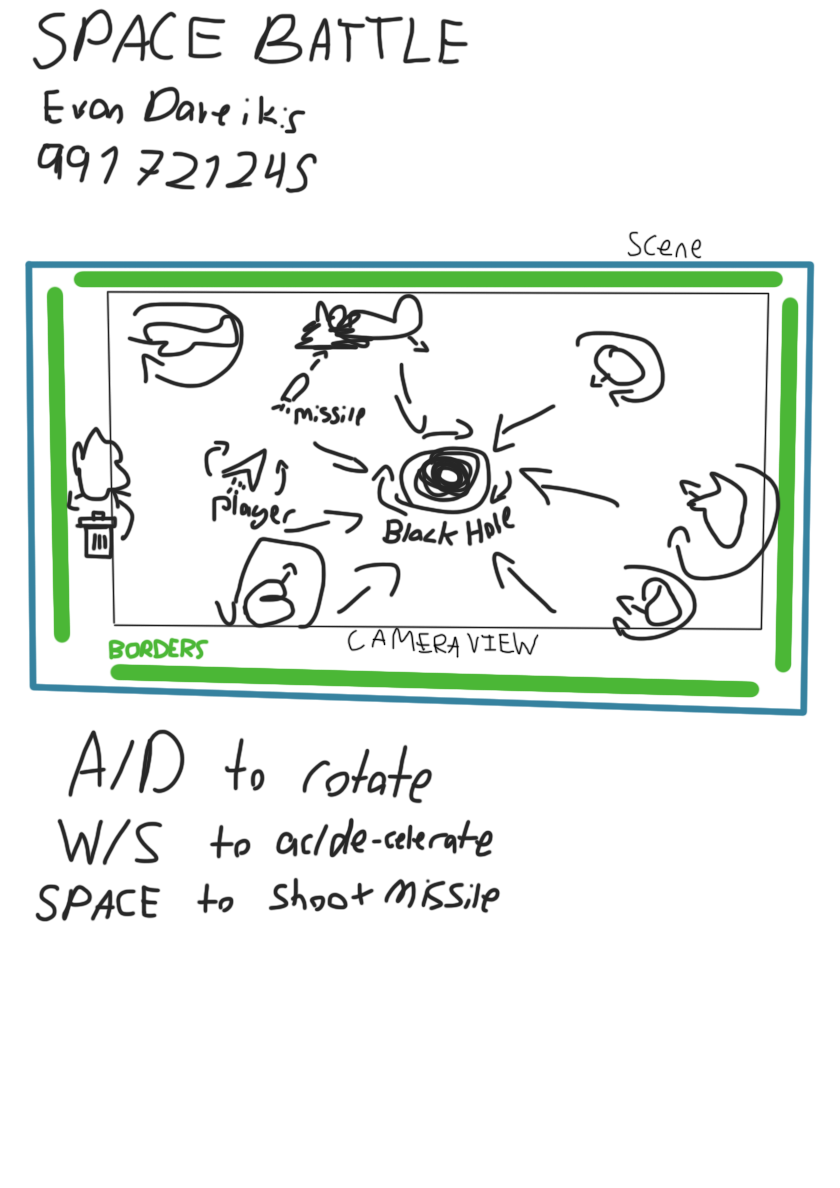 SPACE BATTLE
Evan Dareikis
991721245
Scene
missile
player
Black Hole
BORDERS
CAMERA VIEW
A/D to rotate
W/S to ac/de-celerate
SPACE to shoot missile